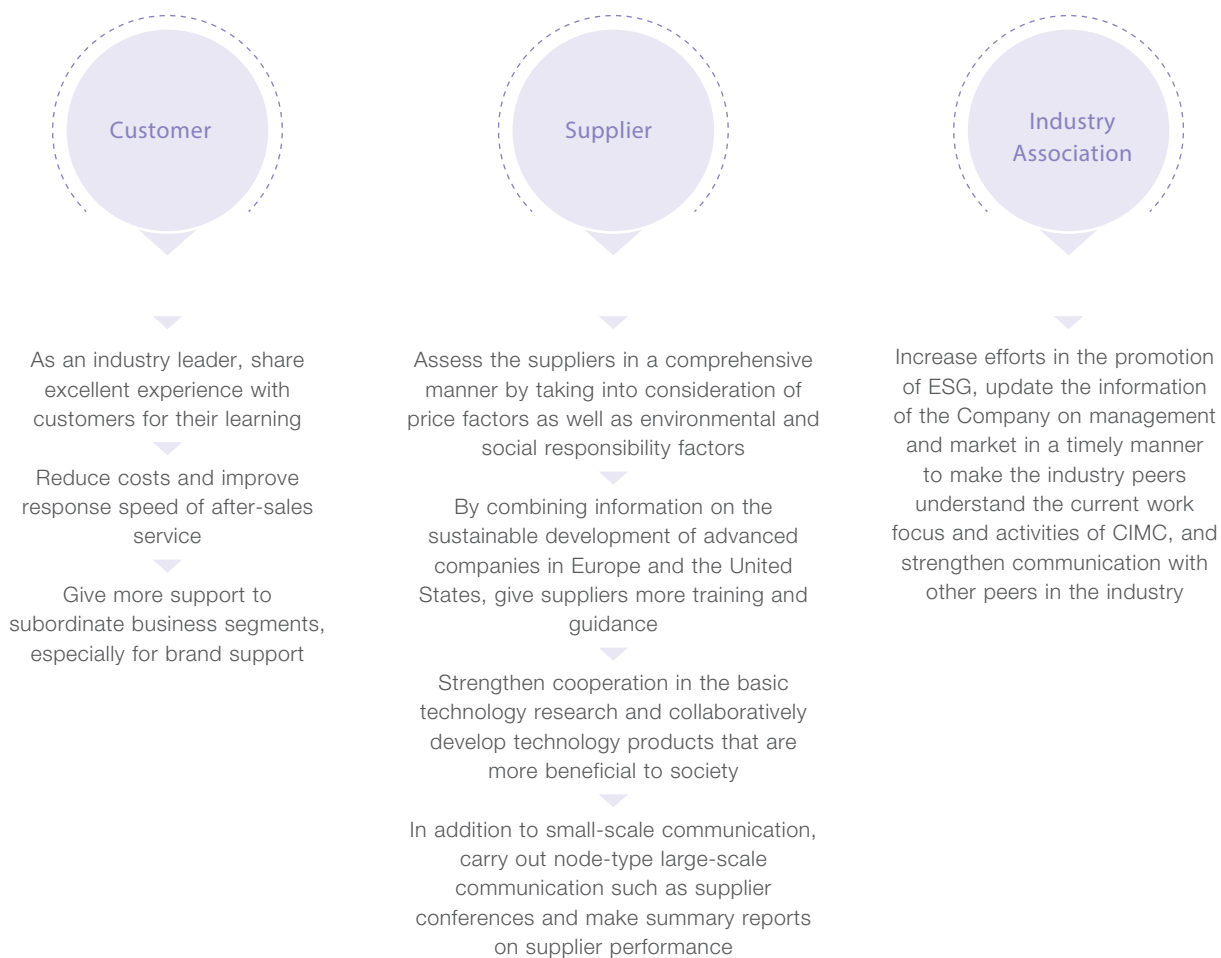 Customer
As an industry leader, share
excellent experience with
customers for their learning
Reduce costs and improve
response speed of after-sales
service
Give more support to
subordinate business segments,
especially for brand support
Supplier
Assess the suppliers in a comprehensive
manner by taking into consideration of
price factors as well as environmental and
social responsibility factors
By combining information on the
sustainable development of advanced
companies in Europe and the United
States, give suppliers more training and
guidance
Strengthen cooperation in the basic
technology research and collaboratively
develop technology products that are
more beneficial to society
In addition to small-scale communication,
carry out node-type large-scale
communication such as supplier
conferences and make summary reports
on supplier performance
Industry
Association
Increase efforts in the promotion
of ESG, update the information
of the Company on management
and market in a timely manner
to make the industry peers
understand the current work
focus and activities of CIMC, and
strengthen communication with
other peers in the industry